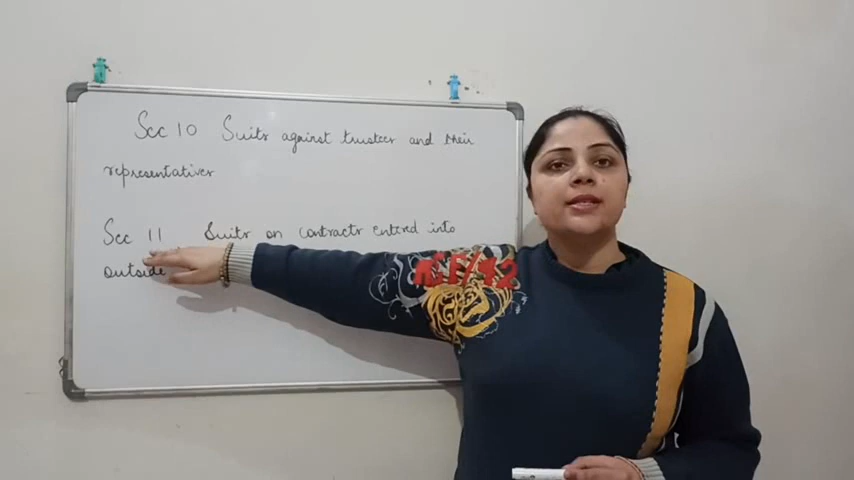 Sec 10 Suits against trustees and their
representatives
Sec 11 Suits on contracts entered into
outside